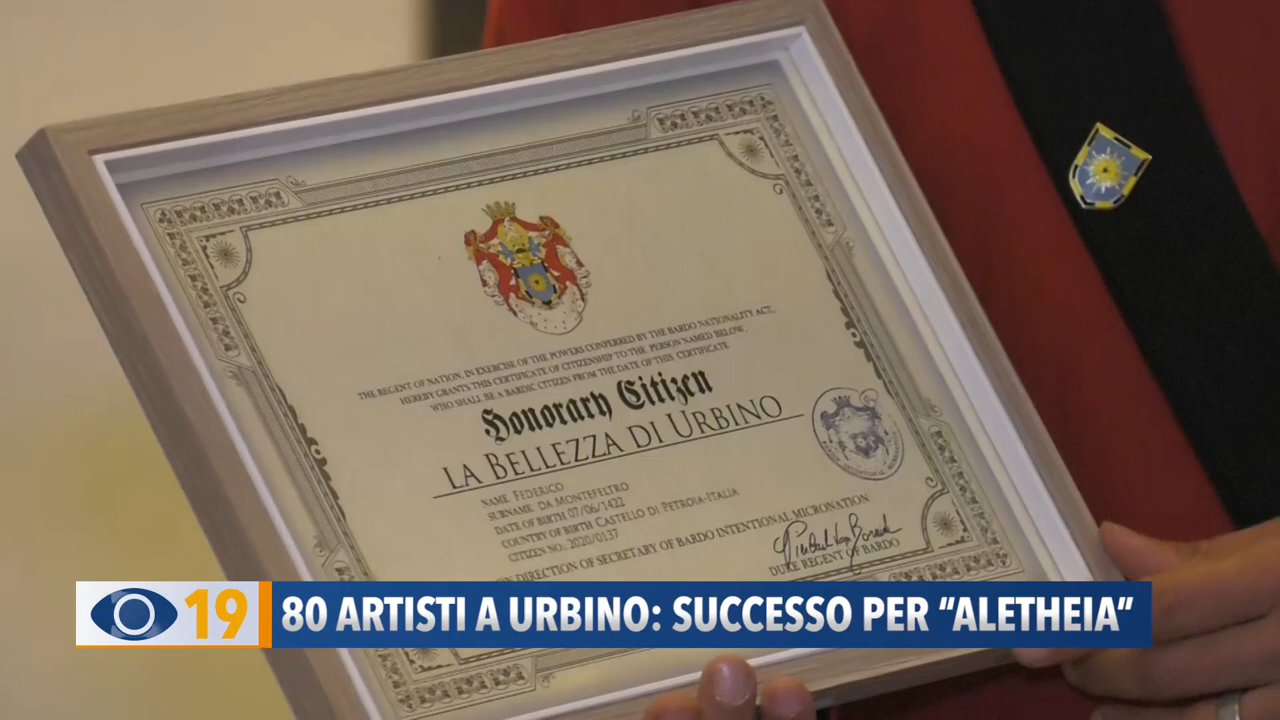 THE REGENT OF NATION, IN EXERCISE OF THE POWERS CONFERRED BY THE BARDO NATIONALITY ACT,
HEREBY GRANTS THIS CERTIFICATE OF CITIZENSHIP TO THE PERSON NAMED BELOW,
WHO SHALL BE A BARDIC CITIZEN FROM THE DATE OF THIS CERTIFICATE
Honorary Citizen
LA BELLEZZA DI URBINO
NAME: FEDERICO
SURNAME: DA MONTEFELTRO
DATE OF BIRTH 07/06/1422
COUNTRY OF BIRTH CASTELLO DI PETROIA-ITALIA
CITIZEN NO.: 2020/0137
ON DIRECTION OF SECRETARY OF BARDO INTENTIONAL MICRONATION
DUKE REGENT OF BARDO
19
80 ARTISTI A URBINO: SUCCESSO PER “ALETHEIA“